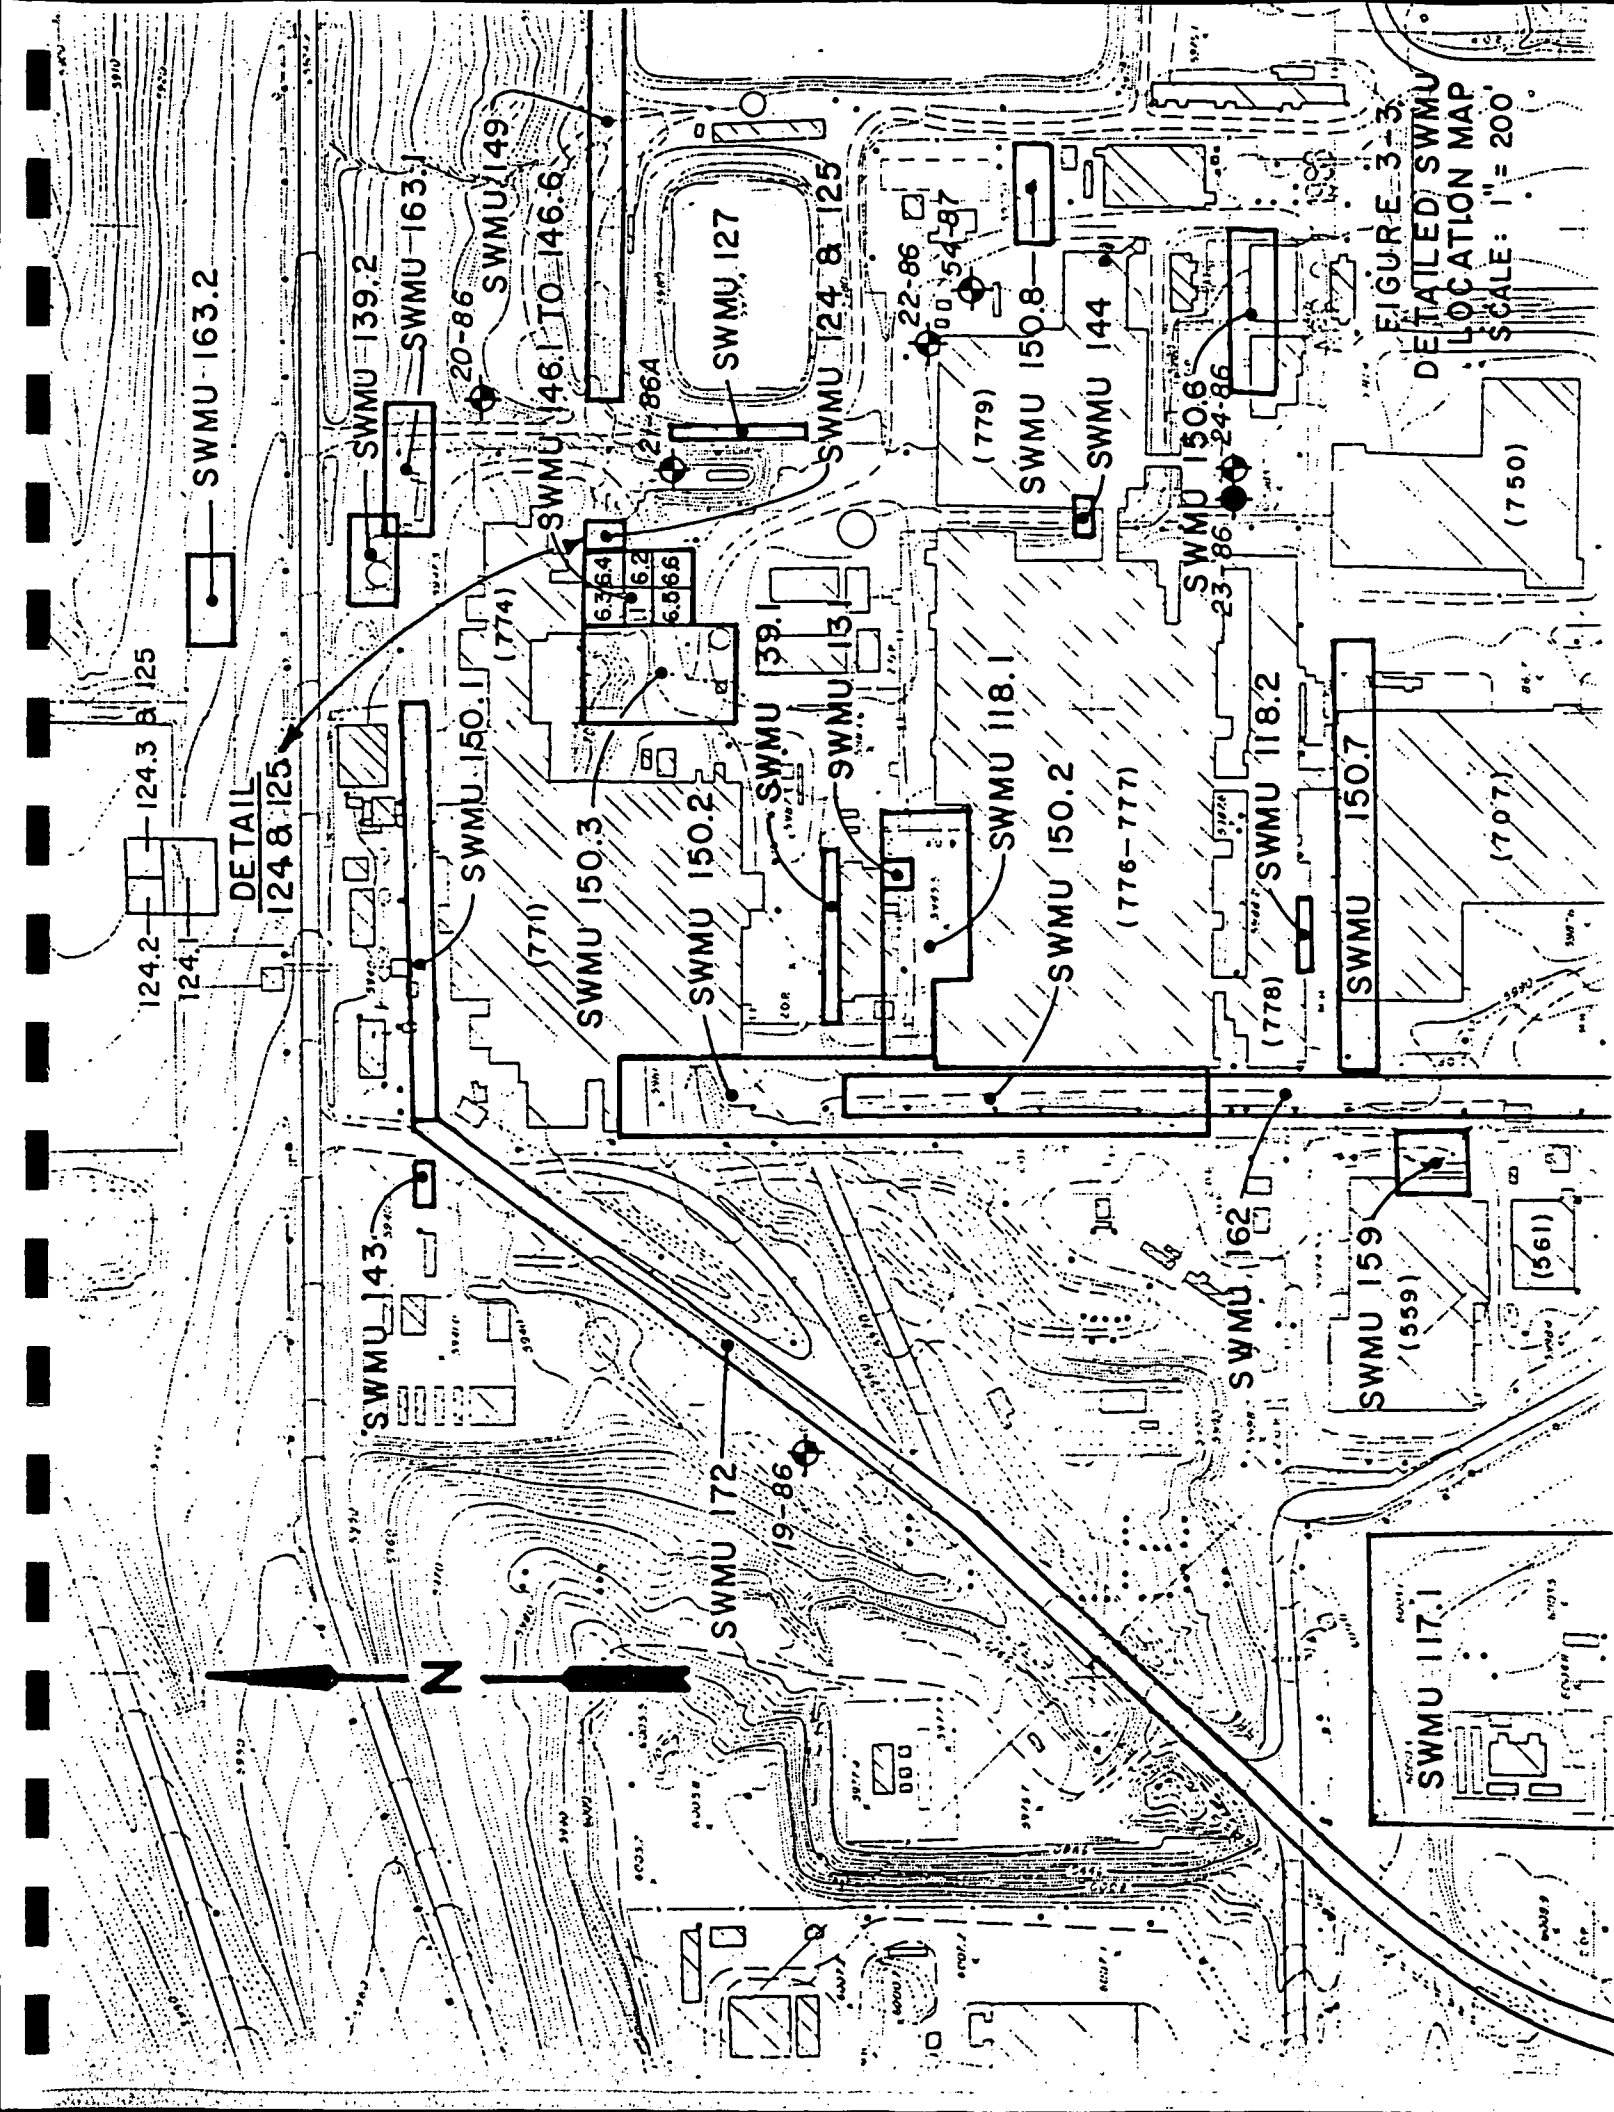 SWMU 163.2
124.3 & 125
124.2
124.1
DETAIL
124 & 125
SWMU 139.2
SWMU 163.1
20-86
SWMU 149
SWMU 146.1 TO 146.6
21-86A
SWMU 127
SWMU 124 & 125
SWMU 143
SWMU 150.1
(774)
(771)
6.3 6.4
.1 6.2
6.5 6.6
SWMU 150.3
SWMU 150.2
SWMU 139.1
9WMU 131
22-86
54-87
SWMU 150.8
(779)
SWMU 144
SWMU 118.1
SWMU 150.2
(776-777)
SWMU 150.6
24-86
23-86
SWMU 118.2
(778)
SWMU 150.7
(707)
(750)
SWMU 172
19-86
N
SWMU 162
SWMU 159
(559)
(561)
SWMU 117.1
FIGURE 3-3
DETAILED SWMU
LOCATION MAP
SCALE: 1" = 200'